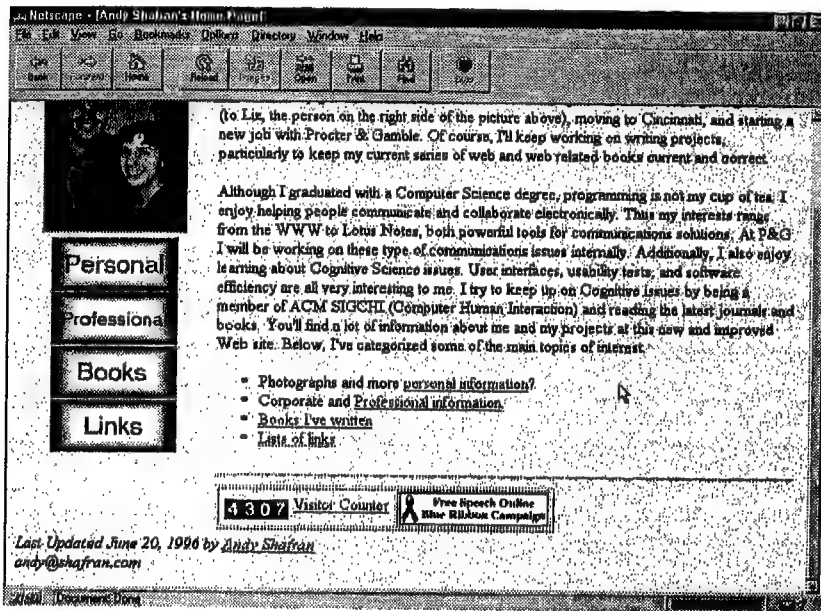 Netscape - [Andy Shafran's Home Page]
File Edit View Go Bookmarks Options Directory Window Help
Back Forward Home Reload Images Open Print Find Stop
(to Liz, the person on the right side of the picture above), moving to Cincinnati, and starting a
new job with Procter & Gamble. Of course, I'll keep working on writing projects,
particularly to keep my current series of web and web related books current and correct.
Although I graduated with a Computer Science degree, programming is not my cup of tea. I
enjoy helping people communicate and collaborate electronically. Thus my interests range
from the WWW to Lotus Notes, both powerful tools for communications solutions. At P&G
I will be working on these type of communications issues internally. Additionally, I also enjoy
learning about Cognitive Science issues. User interfaces, usability tests, and software
efficiency are all very interesting to me. I try to keep up on Cognitive issues by being a
member of ACM SIGCHI (Computer Human Interaction) and reading the latest journals and
books. You'll find a lot of information about me and my projects at this new and improved
Web site. Below, I've categorized some of the main topics of interest.
Personal
Professional
Books
Links
Photographs and more personal information?
Corporate and Professional information.
Books I've written
Lists of links
4307 Visitor Counter
Free Speech Online
Blue Ribbon Campaign
Last Updated June 20, 1996 by Andy Shafran
andy@shafran.com
Document: Done